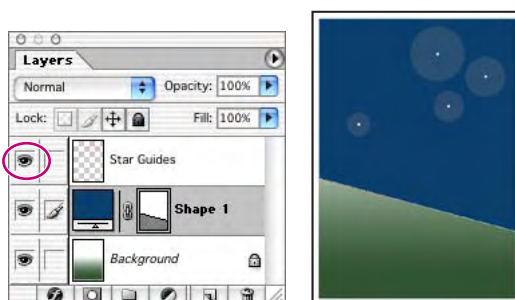 Layers
Normal Opacity: 100%
Lock: Fill: 100%
Star Guides
Shape 1
Background